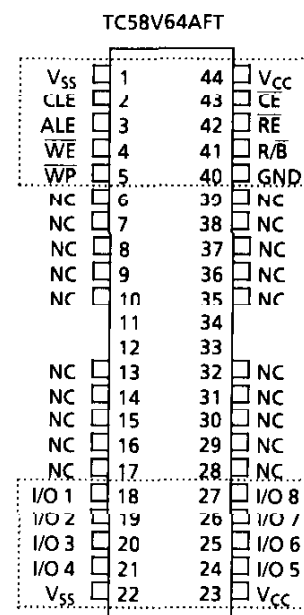 TC58V64AFT
VSS 1 44 VCC
CLE 2 43 CE
ALE 3 42 RE
WE 4 41 R/B
WP 5 40 GND
NC 6 39 NC
NC 7 38 NC
NC 8 37 NC
NC 9 36 NC
NC 10 35 NC
11 34
12 33
NC 13 32 NC
NC 14 31 NC
NC 15 30 NC
NC 16 29 NC
NC 17 28 NC
I/O 1 18 27 I/O 8
I/O 2 19 26 I/O 7
I/O 3 20 25 I/O 6
I/O 4 21 24 I/O 5
VSS 22 23 VCC